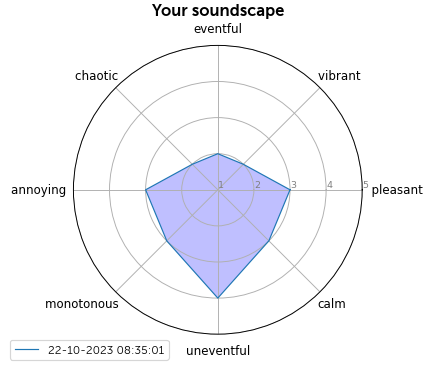 Your soundscape
eventful
chaotic
vibrant
annoying
1
2
3
4
5
pleasant
monotonous
calm
uneventful
22-10-2023 08:35:01